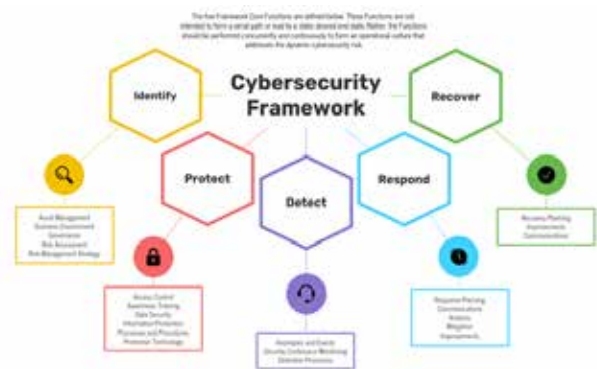 The five Framework Core Functions are defined below. These Functions are not
intended to form a serial path or lead to a static desired end state. Rather, the Functions
should be performed concurrently and continuously to form an operational culture that
addresses the dynamic cybersecurity risk.
Cybersecurity
Framework
Identify
Asset Management
Business Environment
Governance
Risk Assessment
Risk Management Strategy
Protect
Access Control
Awareness Training
Data Security
Information Protection
Processes and Procedures
Protective Technology
Detect
Anomalies and Events
Security Continuous Monitoring
Detection Processes
Respond
Response Planning
Communications
Analysis
Mitigation
Improvements
Recover
Recovery Planning
Improvements
Communications